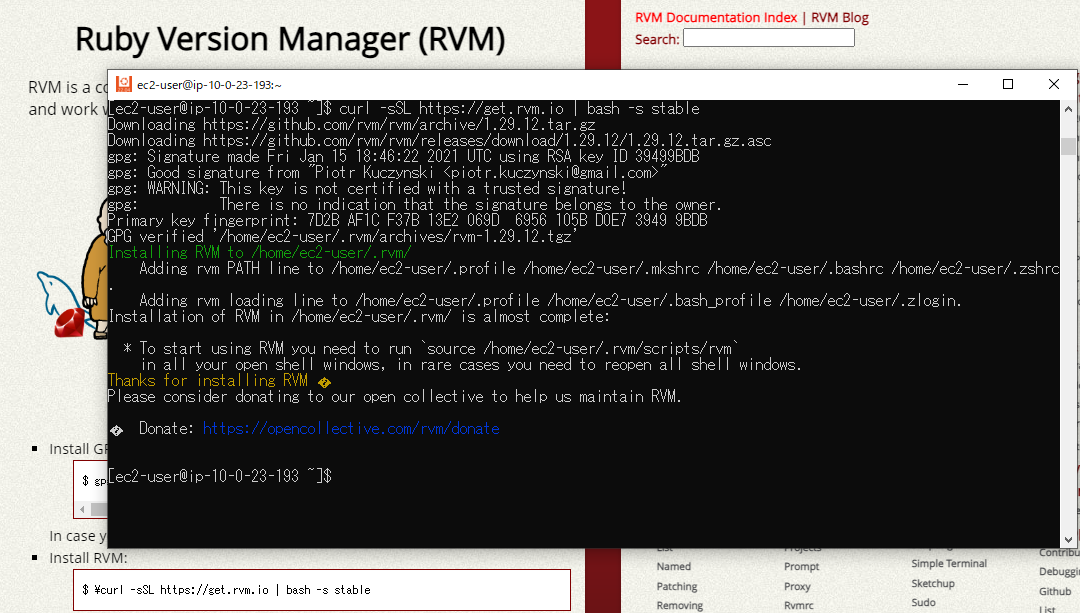 Ruby Version Manager (RVM)
RVM Documentation Index | RVM Blog
Search:
RVM is a
and work
ec2-user@ip-10-0-23-193:~
[ec2-user@ip-10-0-23-193 ~]$ curl -sSL https://get.rvm.io | bash -s stable
Downloading https://github.com/rvm/rvm/archive/1.29.12.tar.gz
Downloading https://github.com/rvm/rvm/releases/download/1.29.12/1.29.12.tar.gz.asc
gpg: Signature made Fri Jan 15 18:46:22 2021 UTC using RSA key ID 39499BDB
gpg: Good signature from "Piotr Kuczynski <piotr.kuczynski@gmail.com>"
gpg: WARNING: This key is not certified with a trusted signature!
gpg:          There is no indication that the signature belongs to the owner.
Primary key fingerprint: 7D2B AF1C F37B 13E2 069D  6956 105B D0E7 3949 9BDB
GPG verified '/home/ec2-user/.rvm/archives/rvm-1.29.12.tgz'
Installing RVM to /home/ec2-user/.rvm/
Adding rvm PATH line to /home/ec2-user/.profile /home/ec2-user/.mkshrc /home/ec2-user/.bashrc /home/ec2-user/.zshrc
.
Adding rvm loading line to /home/ec2-user/.profile /home/ec2-user/.bash_profile /home/ec2-user/.zlogin.
Installation of RVM in /home/ec2-user/.rvm/ is almost complete:
* To start using RVM you need to run `source /home/ec2-user/.rvm/scripts/rvm`
in all your open shell windows, in rare cases you need to reopen all shell windows.
Thanks for installing RVM �
Please consider donating to our open collective to help us maintain RVM.
� Donate: https://opencollective.com/rvm/donate
[ec2-user@ip-10-0-23-193 ~]$
Install
$
In case
Install RVM:
$ ¥curl -sSL https://get.rvm.io | bash -s stable
List
Named
Patching
Removing
Projects
Prompt
Proxy
Rvmrc
Simple Terminal
Sketchup
Sudo
Github
List